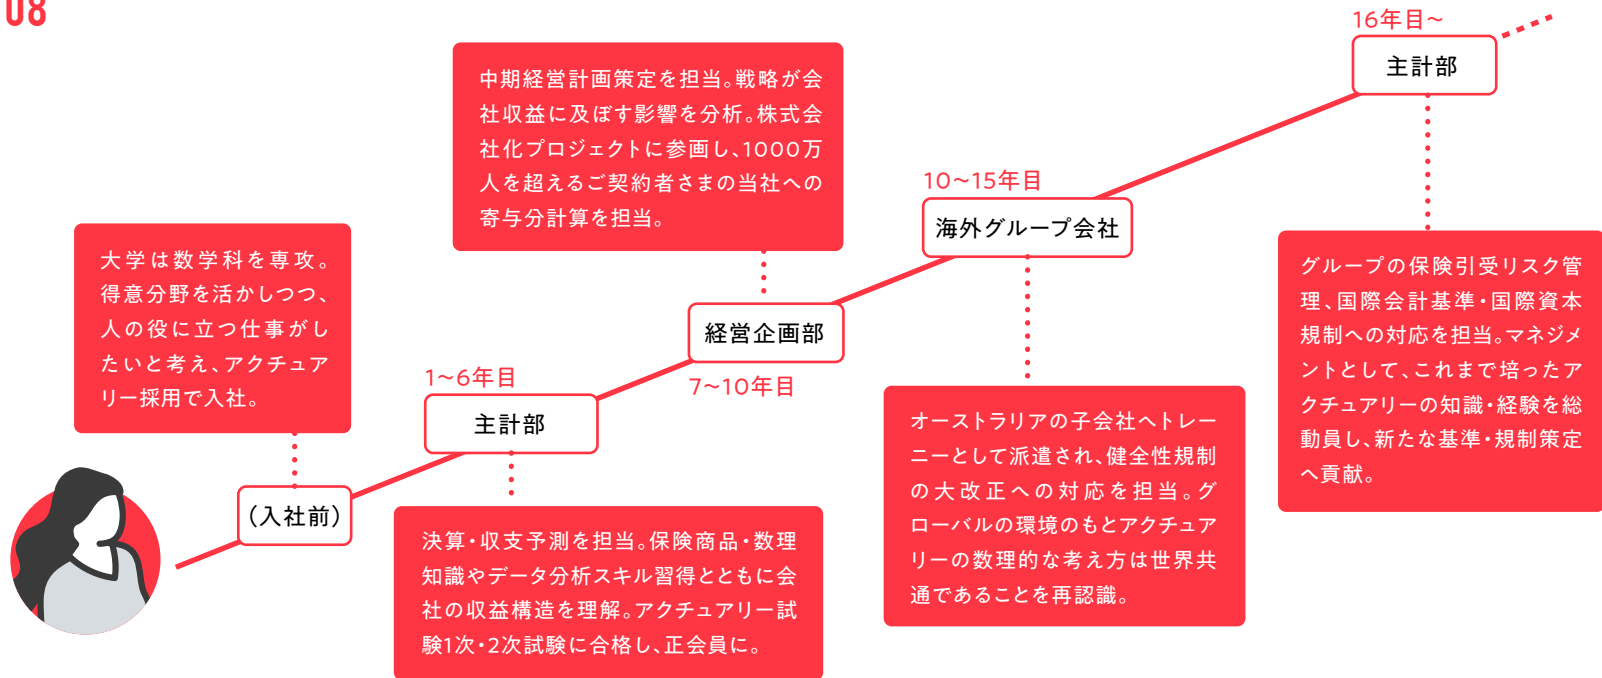 08
大学は数学科を専攻。
得意分野を活かしつつ、
人の役に立つ仕事がし
たいと考え、アクチュア
リー採用で入社。
(入社前)
1~6年目
主計部
決算・収支予測を担当。保険商品・数理
知識やデータ分析スキル習得とともに会
社の収益構造を理解。アクチュアリー試
験1次・2次試験に合格し、正会員に。
中期経営計画策定を担当。戦略が会
社収益に及ぼす影響を分析。株式会
社化プロジェクトに参画し、1000万
人を超えるご契約者さまの当社への
寄与分計算を担当。
経営企画部
7~10年目
10~15年目
海外グループ会社
オーストラリアの子会社へトレー
ニーとして派遣され、健全性規制
の大改正への対応を担当。グ
ローバルの環境のもとアクチュア
リーの数理的な考え方は世界共
通であることを再認識。
16年目~
主計部
グループの保険引受リスク管
理、国際会計基準・国際資本
規制への対応を担当。マネジメ
ントとして、これまで培ったア
クチュアリーの知識・経験を総
動員し、新たな基準・規制策定
へ貢献。